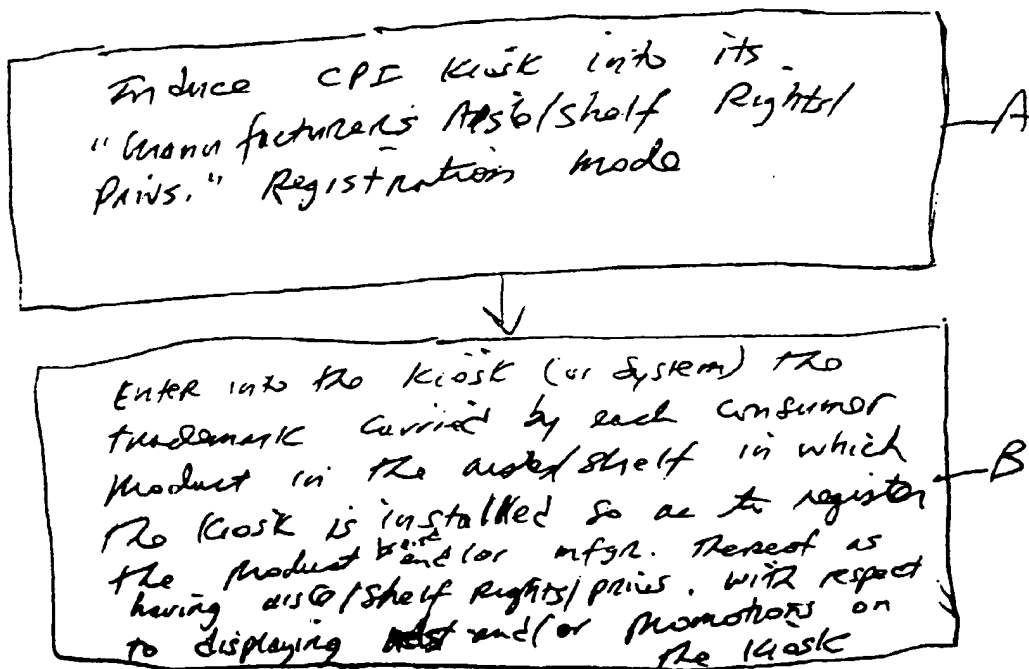 Induce CPI Kiosk into its
"Manufacturer's Aisle/Shelf Rights/
Privs." Registration mode
A
Enter into the Kiosk (or System) the
trademark carried by each consumer
product in the aisle/shelf in which
the Kiosk is installed so as to register
the product brand and/or mfgr. thereof as
having aisle/shelf rights/privs. with respect
to displaying and/or promotions on
the Kiosk
B